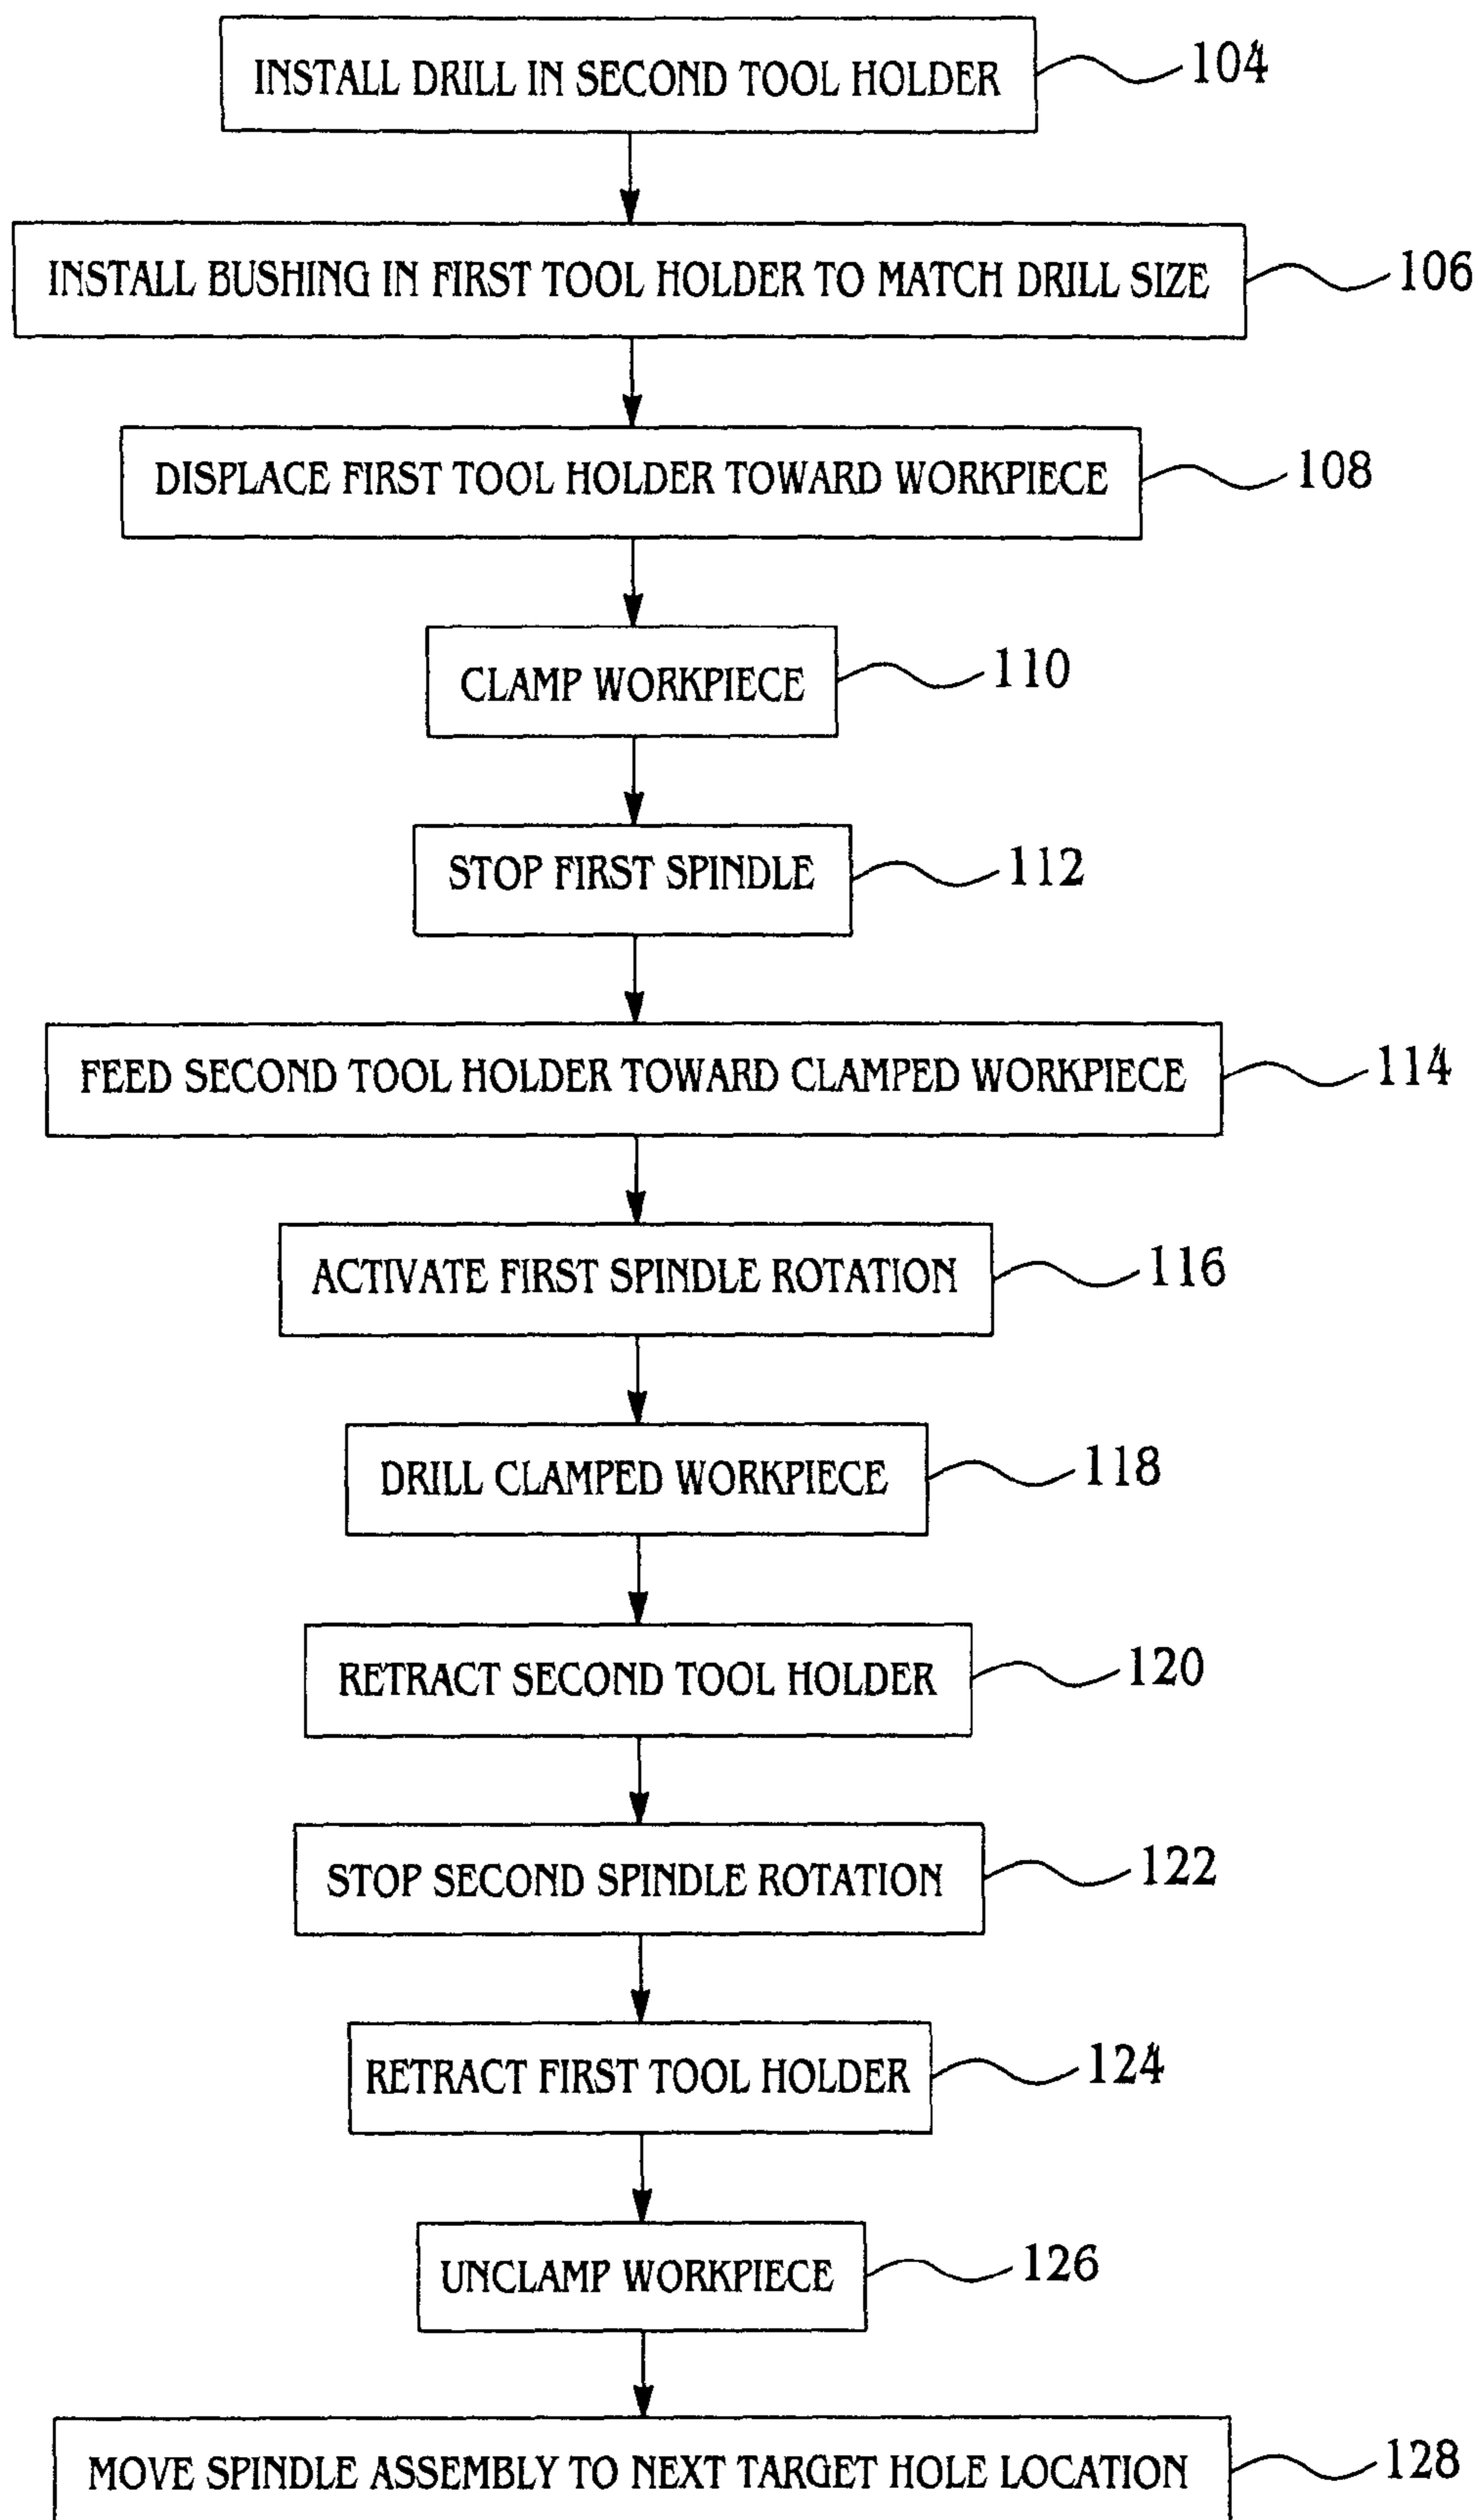 INSTALL DRILL IN SECOND TOOL HOLDER 104
INSTALL BUSHING IN FIRST TOOL HOLDER TO MATCH DRILL SIZE 106
DISPLACE FIRST TOOL HOLDER TOWARD WORKPIECE 108
CLAMP WORKPIECE 110
STOP FIRST SPINDLE 112
FEED SECOND TOOL HOLDER TOWARD CLAMPED WORKPIECE 114
ACTIVATE FIRST SPINDLE ROTATION 116
DRILL CLAMPED WORKPIECE 118
RETRACT SECOND TOOL HOLDER 120
STOP SECOND SPINDLE ROTATION 122
RETRACT FIRST TOOL HOLDER 124
UNCLAMP WORKPIECE 126
MOVE SPINDLE ASSEMBLY TO NEXT TARGET HOLE LOCATION 128